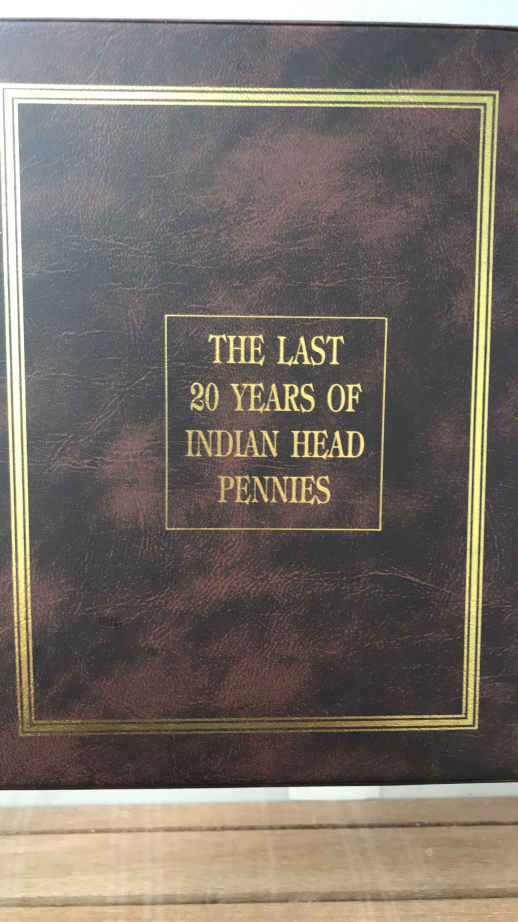 THE LAST
20 YEARS OF
INDIAN HEAD
PENNIES